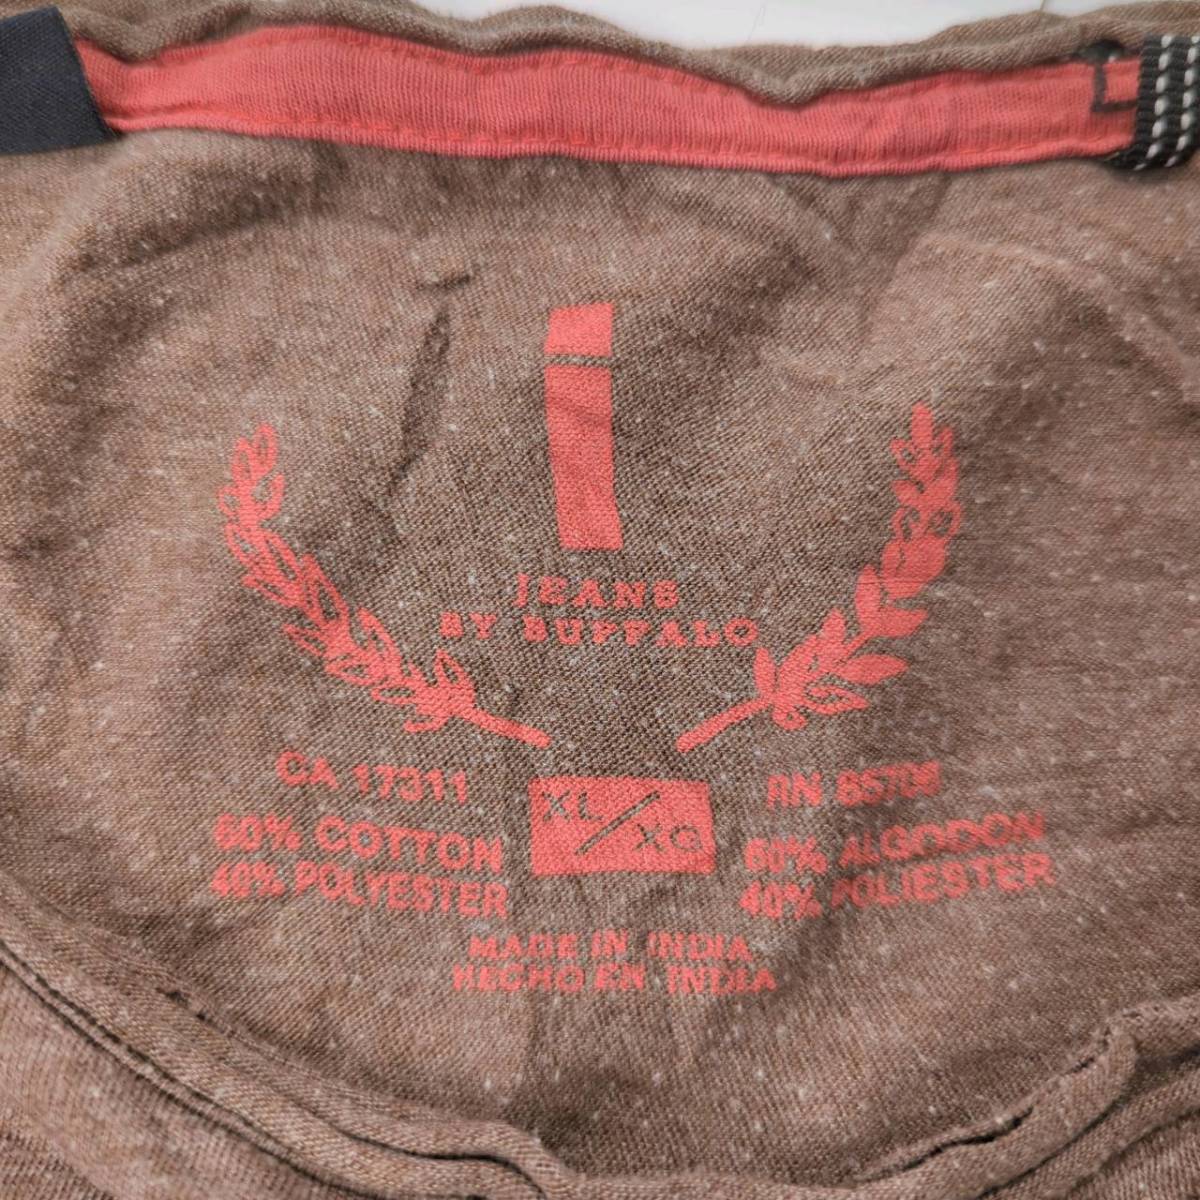 i
JEANS
BY BUFFALO
CA 17311
RN 85708
XL/XG
60% COTTON
40% POLYESTER
60% ALGODON
40% POLIESTER
MADE IN INDIA
HECHO EN INDIA